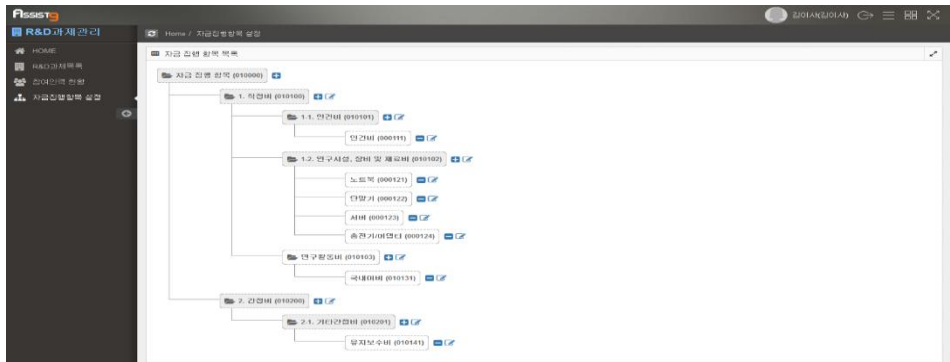 Assist9
김이사(김이사)
R&D과제관리
Home / 자금집행항목 설정
HOME
R&D과제목록
참여인력 현황
자금집행항목 설정
자금 집행 항목 목록
자금 집행 항목 (010000)
1. 직접비 (010100)
1-1. 인건비 (010101)
인건비 (000111)
1-2. 연구시설, 장비 및 재료비 (010102)
노트북 (000121)
단말기 (000122)
서버 (000123)
충전기/어댑터 (000124)
연구활동비 (010103)
국내여비 (010131)
2. 간접비 (010200)
2-1. 기타간접비 (010201)
유지보수비 (010141)